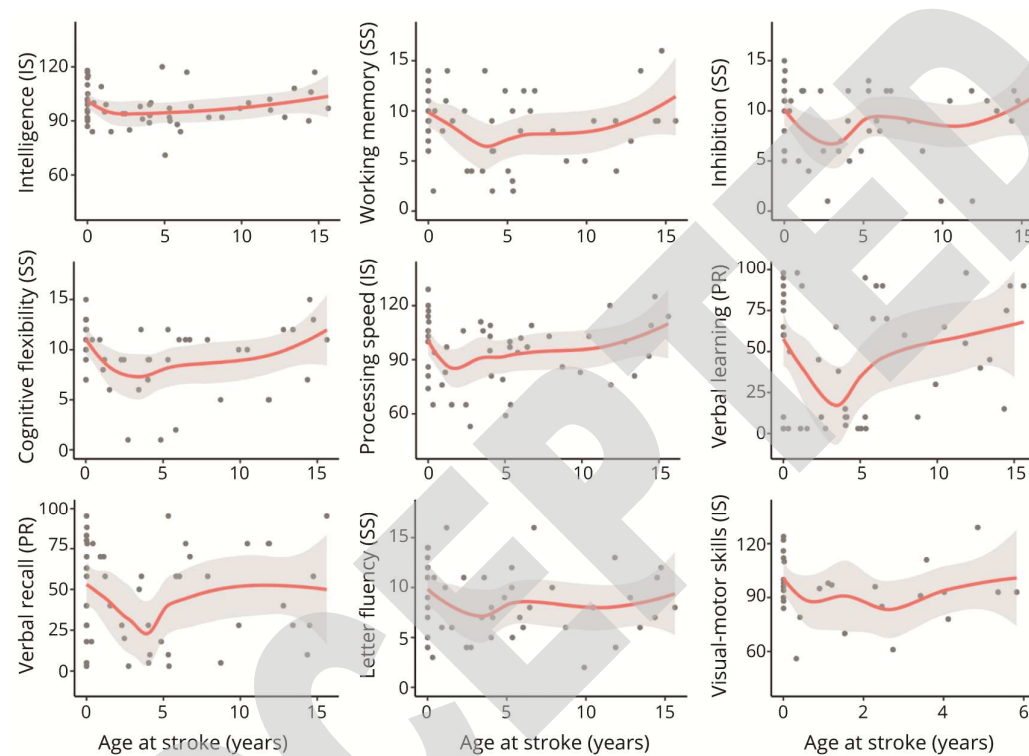 Intelligence (IS)
120
90
60
0 5 10 15
Working memory (SS)
15
10
5
0
0 5 10 15
Inhibition (SS)
15
10
5
0
0 5 10 15
Cognitive flexibility (SS)
15
10
5
0
0 5 10 15
Processing speed (IS)
120
90
60
0 5 10 15
Verbal learning (PR)
100
75
50
25
0
0 5 10 15
Verbal recall (PR)
100
75
50
25
0
0 5 10 15
Age at stroke (years)
Letter fluency (SS)
15
10
5
0
0 5 10 15
Age at stroke (years)
Visual-motor skills (IS)
120
90
60
0 2 4 6
Age at stroke (years)